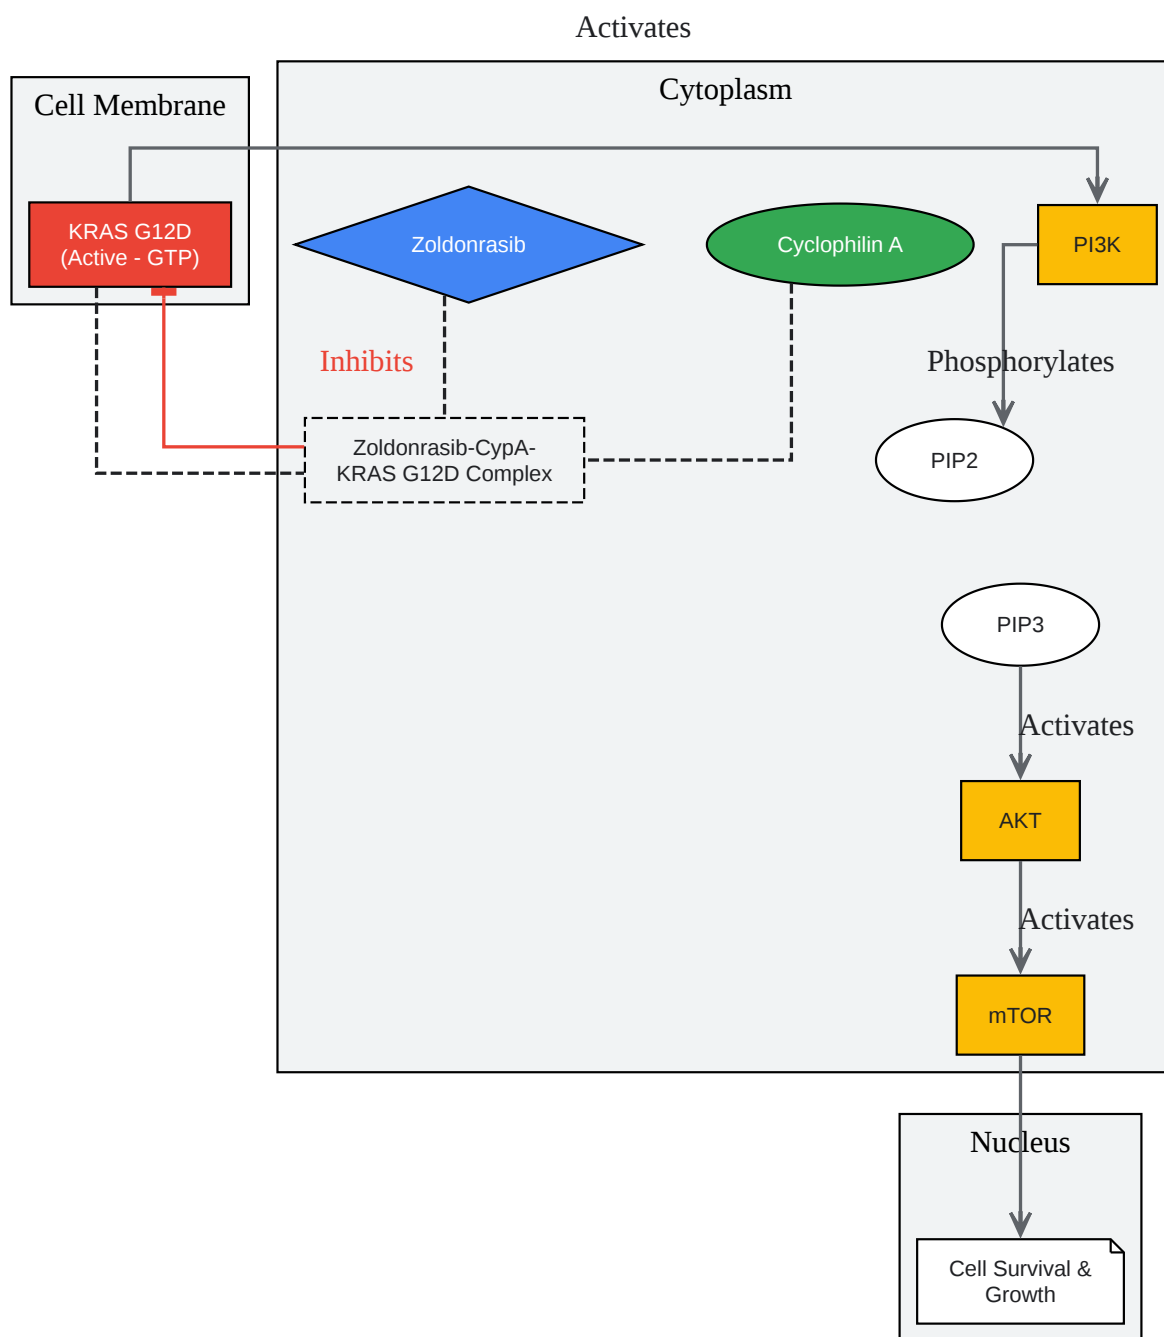 Activates
Cell Membrane
Cytoplasm
KRAS G12D
(Active - GTP)
Zoldonrasib
Cyclophilin A
PI3K
Inhibits
Phosphorylates
Zoldonrasib-CypA-
KRAS G12D Complex
PIP2
PIP3
Activates
AKT
Activates
mTOR
Nucleus
Cell Survival &
Growth